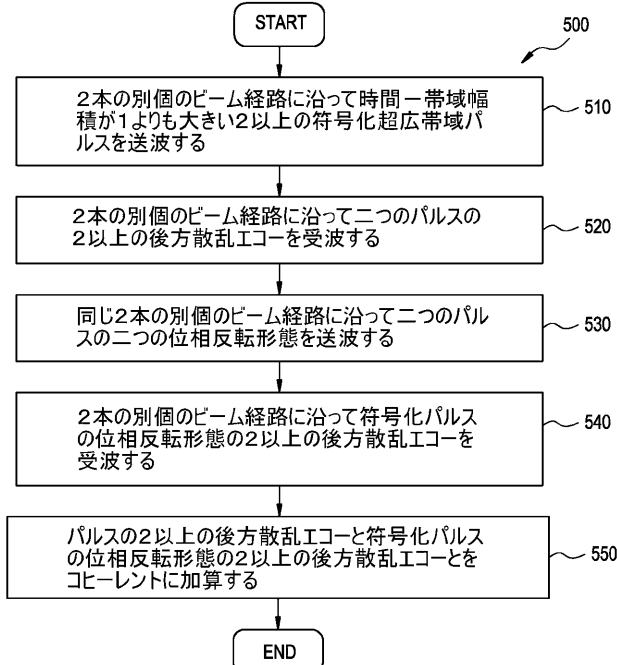 START
500
2本の別個のビーム経路に沿って時間ー帯域幅
積が1よりも大きい2以上の符号化超広帯域パ
ルスを送波する
510
2本の別個のビーム経路に沿って二つのパルスの
2以上の後方散乱エコーを受波する
520
同じ2本の別個のビーム経路に沿って二つのパル
スの二つの位相反転形態を送波する
530
2本の別個のビーム経路に沿って符号化パルス
の位相反転形態の2以上の後方散乱エコーを
受波する
540
パルスの2以上の後方散乱エコーと符号化パルス
の位相反転形態の2以上の後方散乱エコーとを
コヒーレントに加算する
550
END